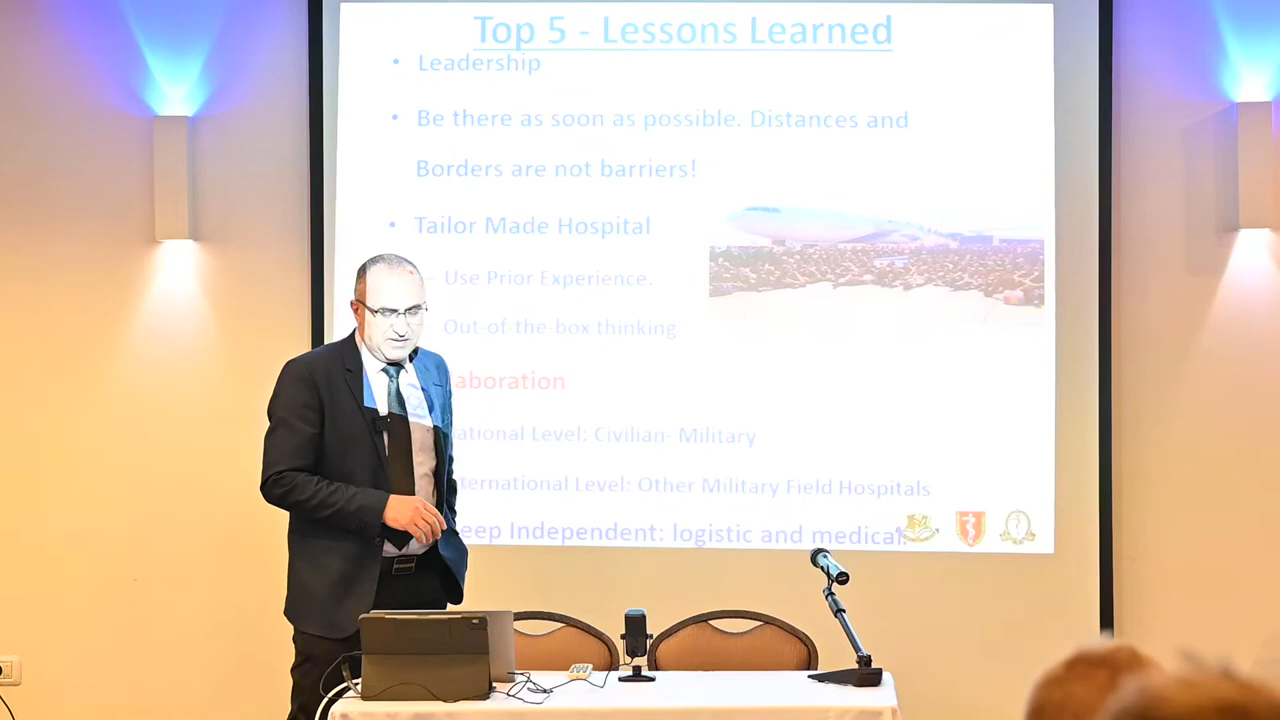 Top 5 - Lessons Learned
• Leadership
• Be there as soon as possible. Distances and
Borders are not barriers!
• Tailor Made Hospital
– Use Prior Experience.
Out-of-the-box thinking
laboration
ational Level: Civilian- Military
nternational Level: Other Military Field Hospitals
eep Independent: logistic and medical.